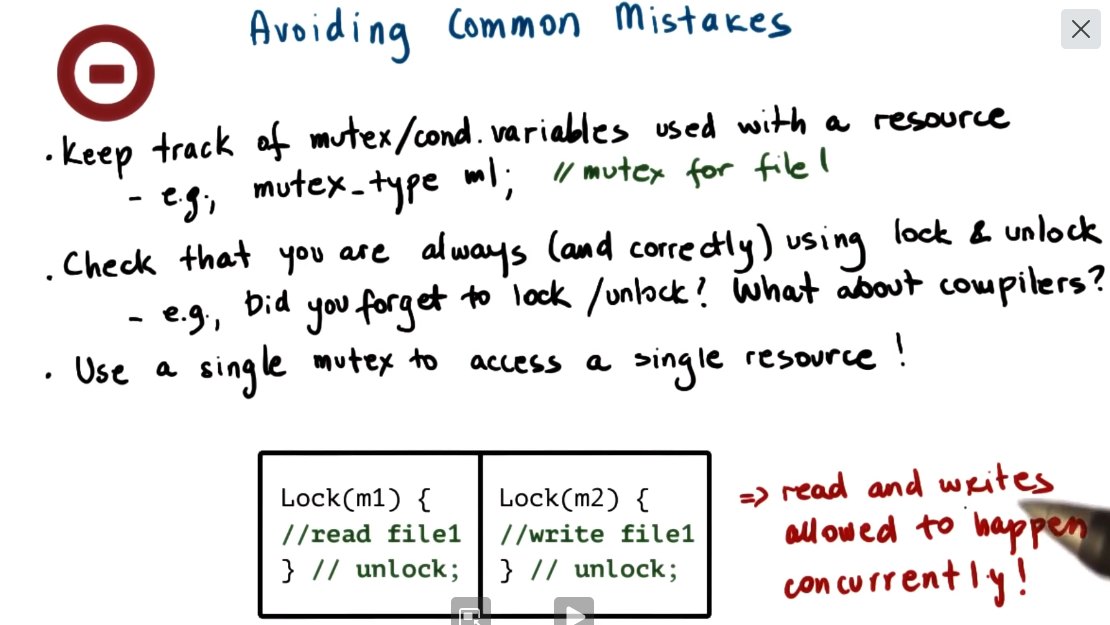 Avoiding Common Mistakes
. Keep track of mutex/cond. variables used with a resource
- e.g., mutex_type m1; // mutex for file 1
. Check that you are always (and correctly) using lock & unlock
- e.g., Did you forget to lock /unlock? What about compilers?
. Use a single mutex to access a single resource!
Lock(m1) {
//read file1
} // unlock;
Lock(m2) {
//write file1
} // unlock;
=> read and writes
allowed to happen
concurrently!